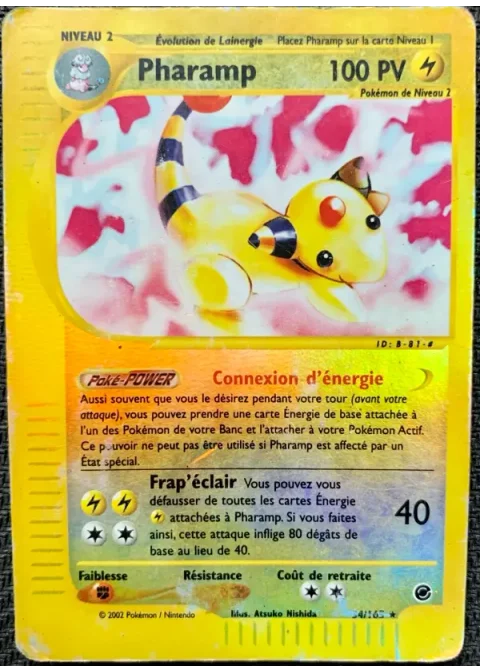 NIVEAU 2
Évolution de Lainergie Placez Pharamp sur la carte Niveau 1
Pharamp 100 PV
Pokémon de Niveau 2
ID: B-81-#
Poké-POWER Connexion d'énergie
Aussi souvent que vous le désirez pendant votre tour (avant votre
attaque), vous pouvez prendre une carte Énergie de base attachée à
l'un des Pokémon de votre Banc et l'attacher à votre Pokémon Actif.
Ce pouvoir ne peut pas être utilisé si Pharamp est affecté par un
État spécial.
Frap'éclair Vous pouvez vous
défausser de toutes les cartes Énergie
attachées à Pharamp. Si vous faites
ainsi, cette attaque inflige 80 dégâts de
base au lieu de 40.
40
Faiblesse Résistance Coût de retraite
© 2002 Pokémon / Nintendo Illus. Atsuko Nishida 34/165 ★